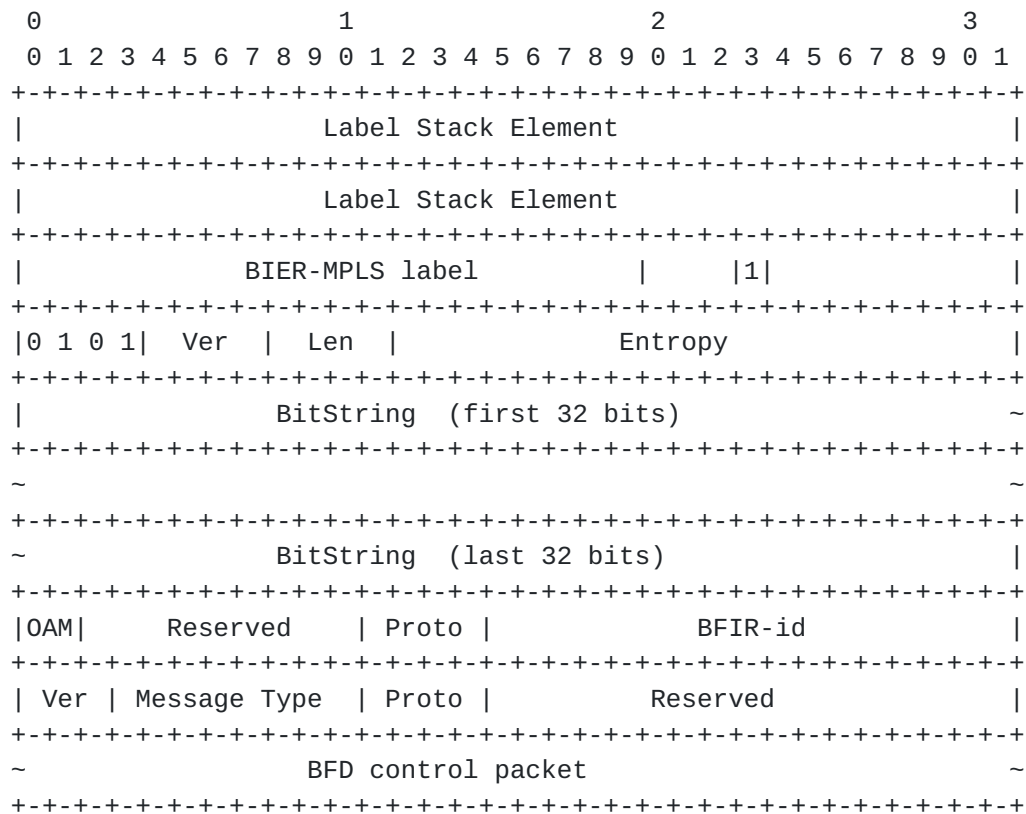 0                   1                   2                   3
 0 1 2 3 4 5 6 7 8 9 0 1 2 3 4 5 6 7 8 9 0 1 2 3 4 5 6 7 8 9 0 1
+-+-+-+-+-+-+-+-+-+-+-+-+-+-+-+-+-+-+-+-+-+-+-+-+-+-+-+-+-+-+-+-+
|                   Label Stack Element                         |
+-+-+-+-+-+-+-+-+-+-+-+-+-+-+-+-+-+-+-+-+-+-+-+-+-+-+-+-+-+-+-+-+
|                   Label Stack Element                         |
+-+-+-+-+-+-+-+-+-+-+-+-+-+-+-+-+-+-+-+-+-+-+-+-+-+-+-+-+-+-+-+-+
|              BIER-MPLS label          |     |1|               |
+-+-+-+-+-+-+-+-+-+-+-+-+-+-+-+-+-+-+-+-+-+-+-+-+-+-+-+-+-+-+-+-+
|0 1 0 1|  Ver  |  Len  |              Entropy                  |
+-+-+-+-+-+-+-+-+-+-+-+-+-+-+-+-+-+-+-+-+-+-+-+-+-+-+-+-+-+-+-+-+
|                BitString  (first 32 bits)                     ~
+-+-+-+-+-+-+-+-+-+-+-+-+-+-+-+-+-+-+-+-+-+-+-+-+-+-+-+-+-+-+-+-+
~                                                               ~
+-+-+-+-+-+-+-+-+-+-+-+-+-+-+-+-+-+-+-+-+-+-+-+-+-+-+-+-+-+-+-+-+
~                BitString  (last 32 bits)                      |
+-+-+-+-+-+-+-+-+-+-+-+-+-+-+-+-+-+-+-+-+-+-+-+-+-+-+-+-+-+-+-+-+
|OAM|     Reserved    | Proto |             BFIR-id             |
+-+-+-+-+-+-+-+-+-+-+-+-+-+-+-+-+-+-+-+-+-+-+-+-+-+-+-+-+-+-+-+-+
| Ver | Message Type  | Proto |          Reserved               |
+-+-+-+-+-+-+-+-+-+-+-+-+-+-+-+-+-+-+-+-+-+-+-+-+-+-+-+-+-+-+-+-+
~                  BFD control packet                           ~
+-+-+-+-+-+-+-+-+-+-+-+-+-+-+-+-+-+-+-+-+-+-+-+-+-+-+-+-+-+-+-+-+